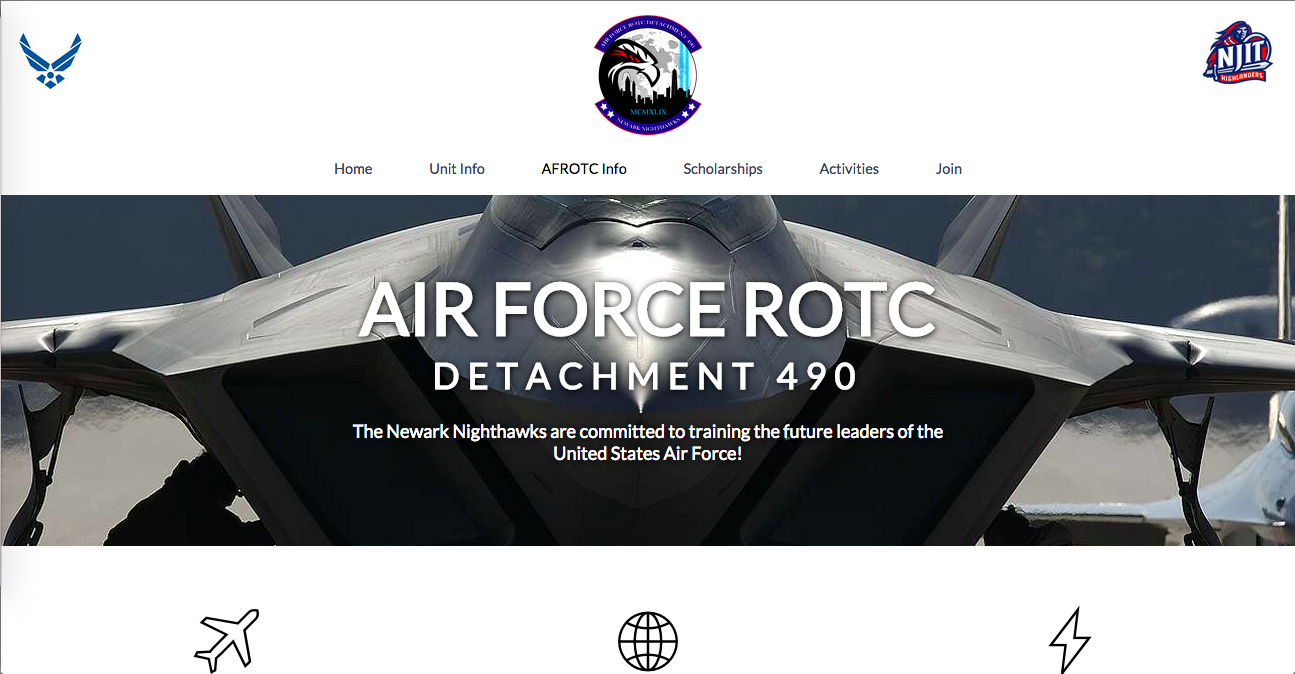 AIR FORCE ROTC DETACHMENT 490
MCMXLIX
NEWARK NIGHTHAWKS
NJIT
HIGHLANDERS
Home
Unit Info
AFROTC Info
Scholarships
Activities
Join
AIR FORCE ROTC
DETACHMENT 490
The Newark Nighthawks are committed to training the future leaders of the
United States Air Force!